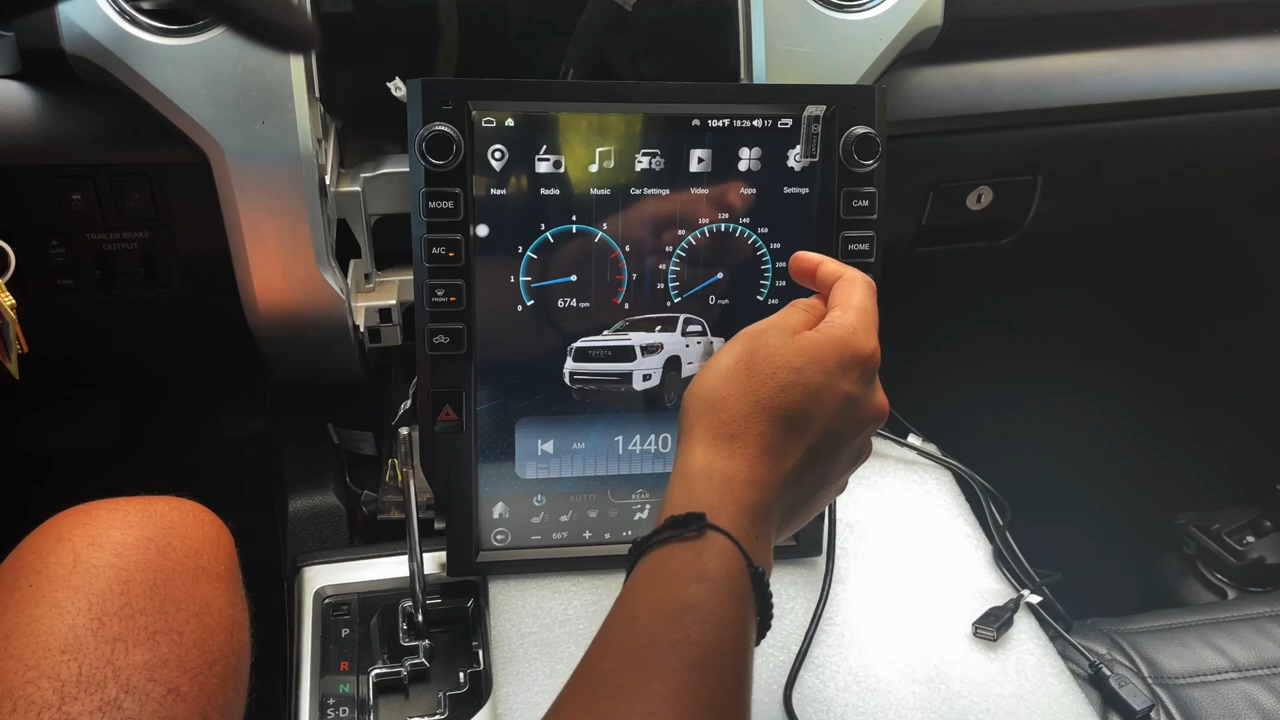 104°F 18:26 17
Navi Radio Music Car Settings Video Apps Settings
MODE
CAM
A/C
HOME
FRONT
TRAILER BRAKE
OUTPUT
+
GAIN
-
TYPE
0 1 2 3 4 5 6 7 8
674 rpm
0 20 40 60 80 100 120 140 160 180 200 220 240
0 mph
TOYOTA
AM 1440
AUTO REAR
- 66°F +
P
R
N
+
S-D